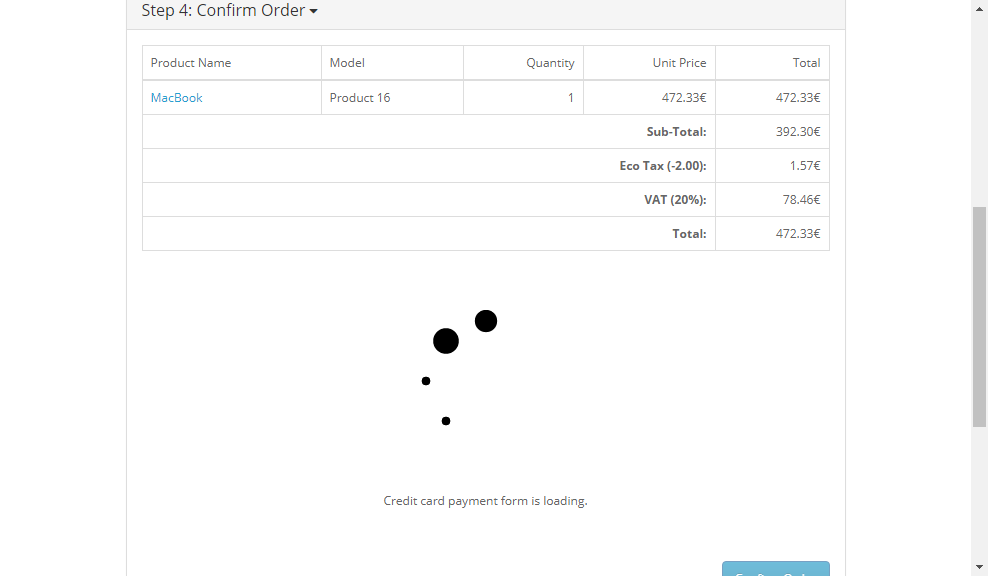 Step 4: Confirm Order
Product Name Model Quantity Unit Price Total
MacBook Product 16 1 472.33€ 472.33€
Sub-Total: 392.30€
Eco Tax (-2.00): 1.57€
VAT (20%): 78.46€
Total: 472.33€
Credit card payment form is loading.